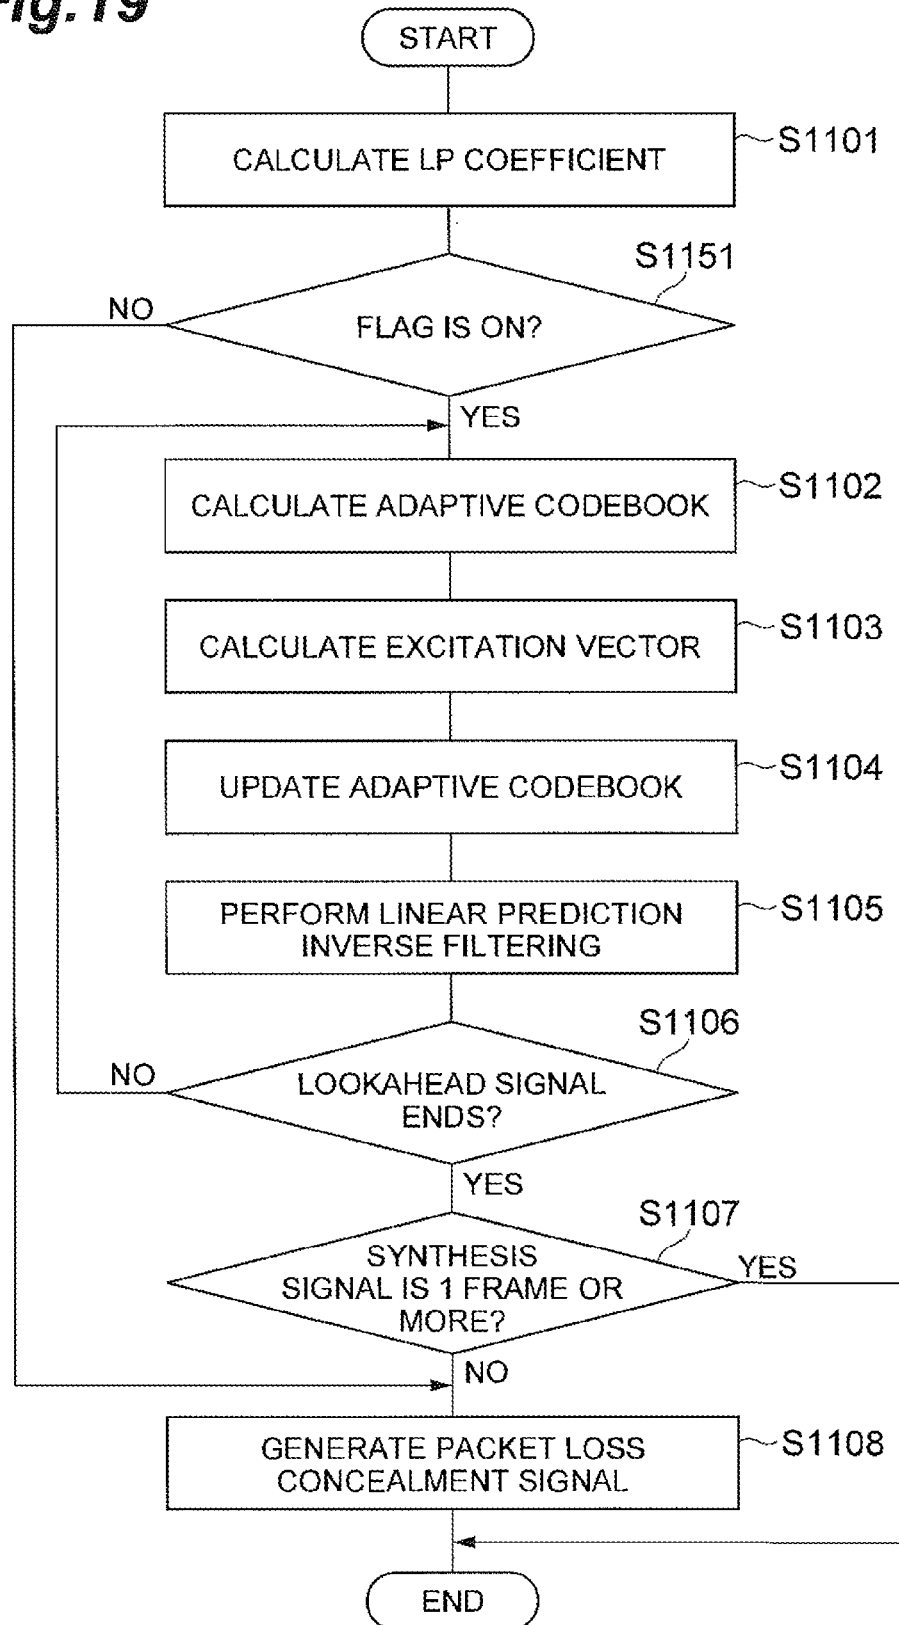 Fig.19
START
CALCULATE LP COEFFICIENT
S1101
S1151
NO
FLAG IS ON?
YES
CALCULATE ADAPTIVE CODEBOOK
S1102
CALCULATE EXCITATION VECTOR
S1103
UPDATE ADAPTIVE CODEBOOK
S1104
PERFORM LINEAR PREDICTION
INVERSE FILTERING
S1105
S1106
NO
LOOKAHEAD SIGNAL
ENDS?
YES
S1107
SYNTHESIS
SIGNAL IS 1 FRAME OR
MORE?
YES
NO
GENERATE PACKET LOSS
CONCEALMENT SIGNAL
S1108
END